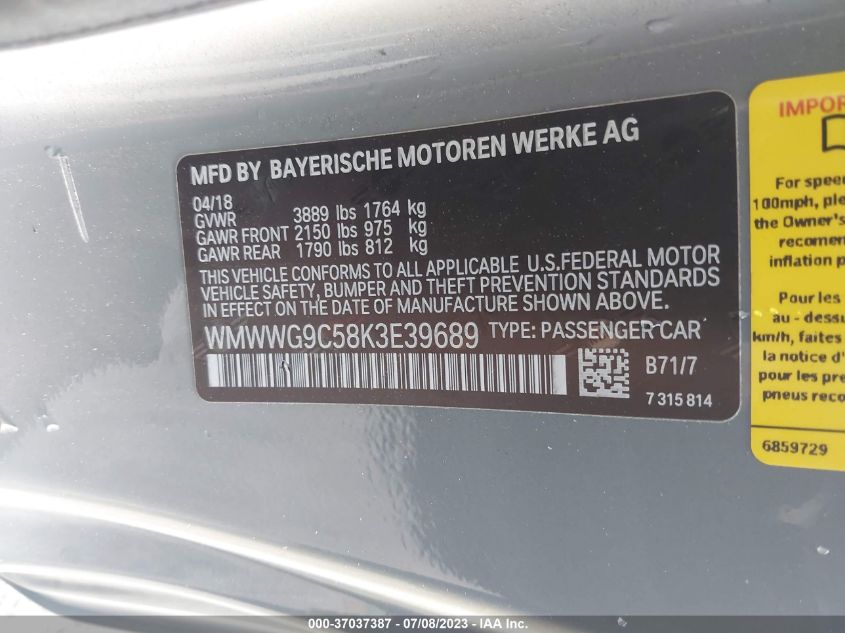 MFD BY BAYERISCHE MOTOREN WERKE AG
04/18
GVWR 3889 lbs 1764 kg
GAWR FRONT 2150 lbs 975 kg
GAWR REAR 1790 lbs 812 kg
THIS VEHICLE CONFORMS TO ALL APPLICABLE U.S.FEDERAL MOTOR
VEHICLE SAFETY, BUMPER AND THEFT PREVENTION STANDARDS
IN EFFECT ON THE DATE OF MANUFACTURE SHOWN ABOVE.
WMWWG9C58K3E39689 TYPE: PASSENGER CAR
B71/7
7 315 814
IMPOR
For speed
100mph, ple
the Owner's
recomen
inflation p
Pour les
au - dessu
km/h, faites
la notice d'
pour les pre
pneus reco
6859729
000-37037387 - 07/08/2023 - IAA Inc.